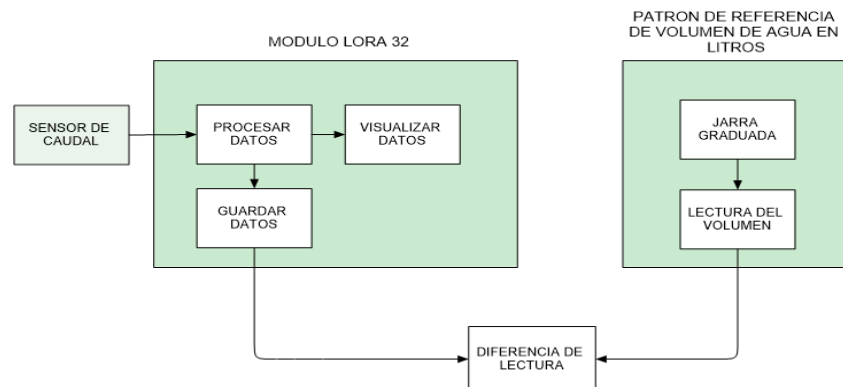 PATRON DE REFERENCIA
DE VOLUMEN DE AGUA EN
LITROS
MODULO LORA 32
SENSOR DE
CAUDAL
PROCESAR
DATOS
VISUALIZAR
DATOS
GUARDAR
DATOS
JARRA
GRADUADA
LECTURA DEL
VOLUMEN
DIFERENCIA DE
LECTURA